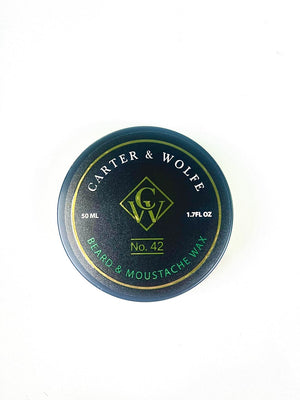 CARTER & WOLFE
CW
50 ML
1.7FL OZ
No. 42
BEARD & MOUSTACHE WAX